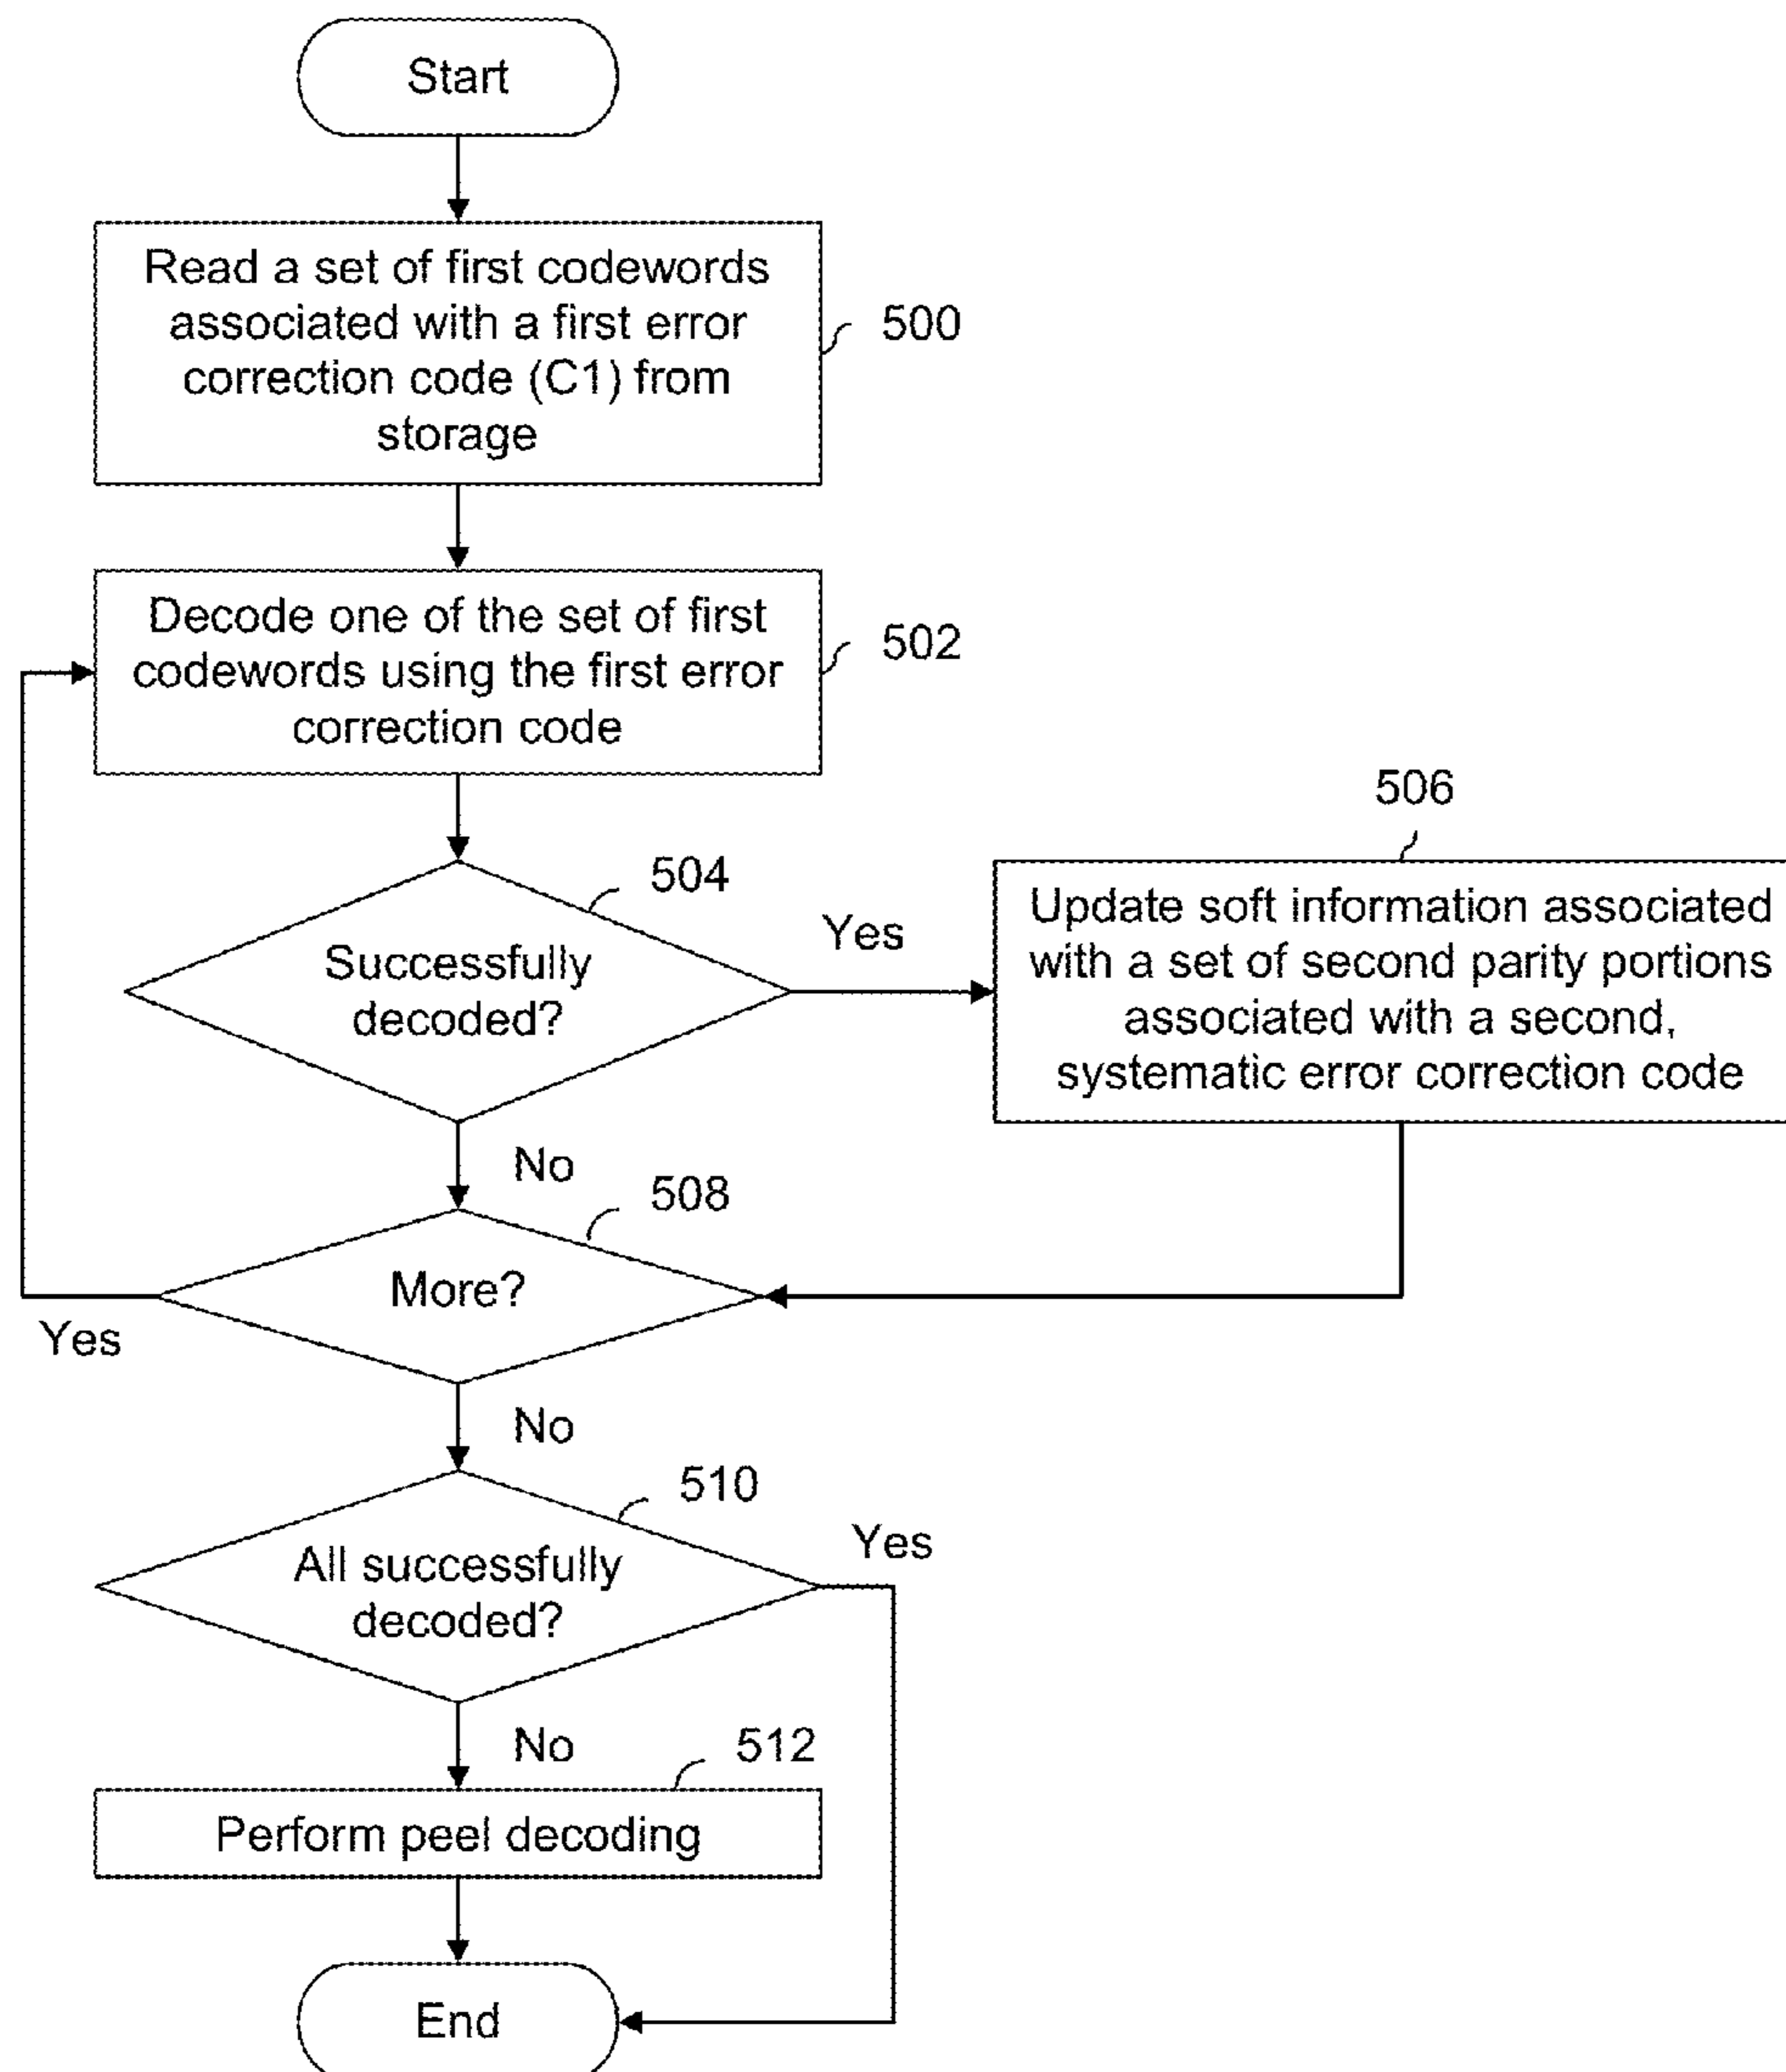 Start
Read a set of first codewords
associated with a first error
correction code (C1) from
storage
500
Decode one of the set of first
codewords using the first error
correction code
502
504
Successfully
decoded?
Yes
506
Update soft information associated
with a set of second parity portions
associated with a second,
systematic error correction code
No
508
More?
Yes
No
510
All successfully
decoded?
Yes
No
512
Perform peel decoding
End